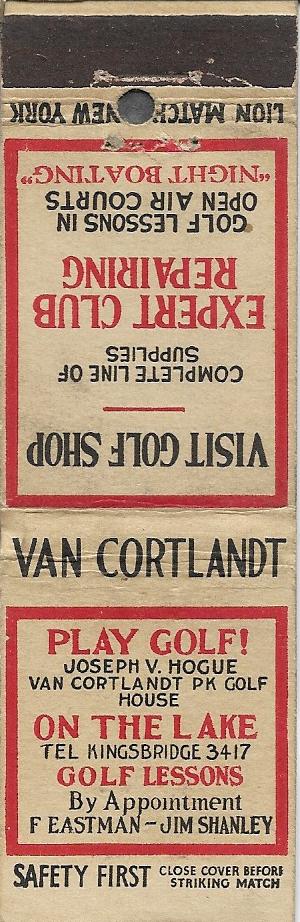 VISIT GOLF SHOP
COMPLETE LINE OF
SUPPLIES
EXPERT CLUB
REPAIRING
GOLF LESSONS IN
OPEN AIR COURTS
"NIGHT BOATING"
LION MATCH NEW YORK
VAN CORTLANDT
PLAY GOLF!
JOSEPH V. HOGUE
VAN CORTLANDT PK GOLF
HOUSE
ON THE LAKE
TEL KINGSBRIDGE 3417
GOLF LESSONS
By Appointment
F EASTMAN – JIM SHANLEY
SAFETY FIRST CLOSE COVER BEFORE
STRIKING MATCH